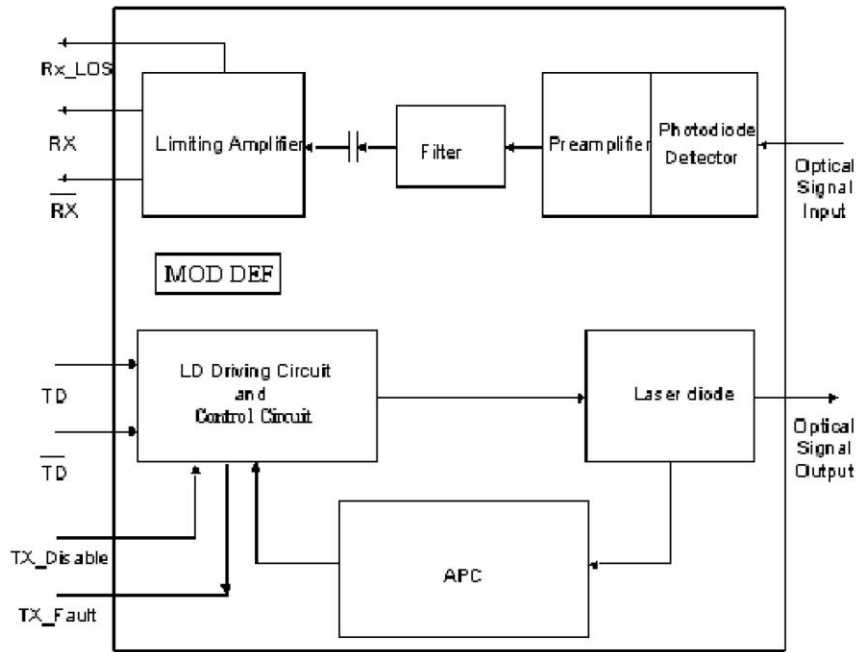 Rx_LOS
RX
RX
Limiting Amplifier
Filter
Preamplifier
Photodiode
Detector
Optical
Signal
Input
MOD DEF
TD
TD
LD Driving Circuit
and
Control Circuit
Laser diode
Optical
Signal
Output
TX_Disable
TX_Fault
APC